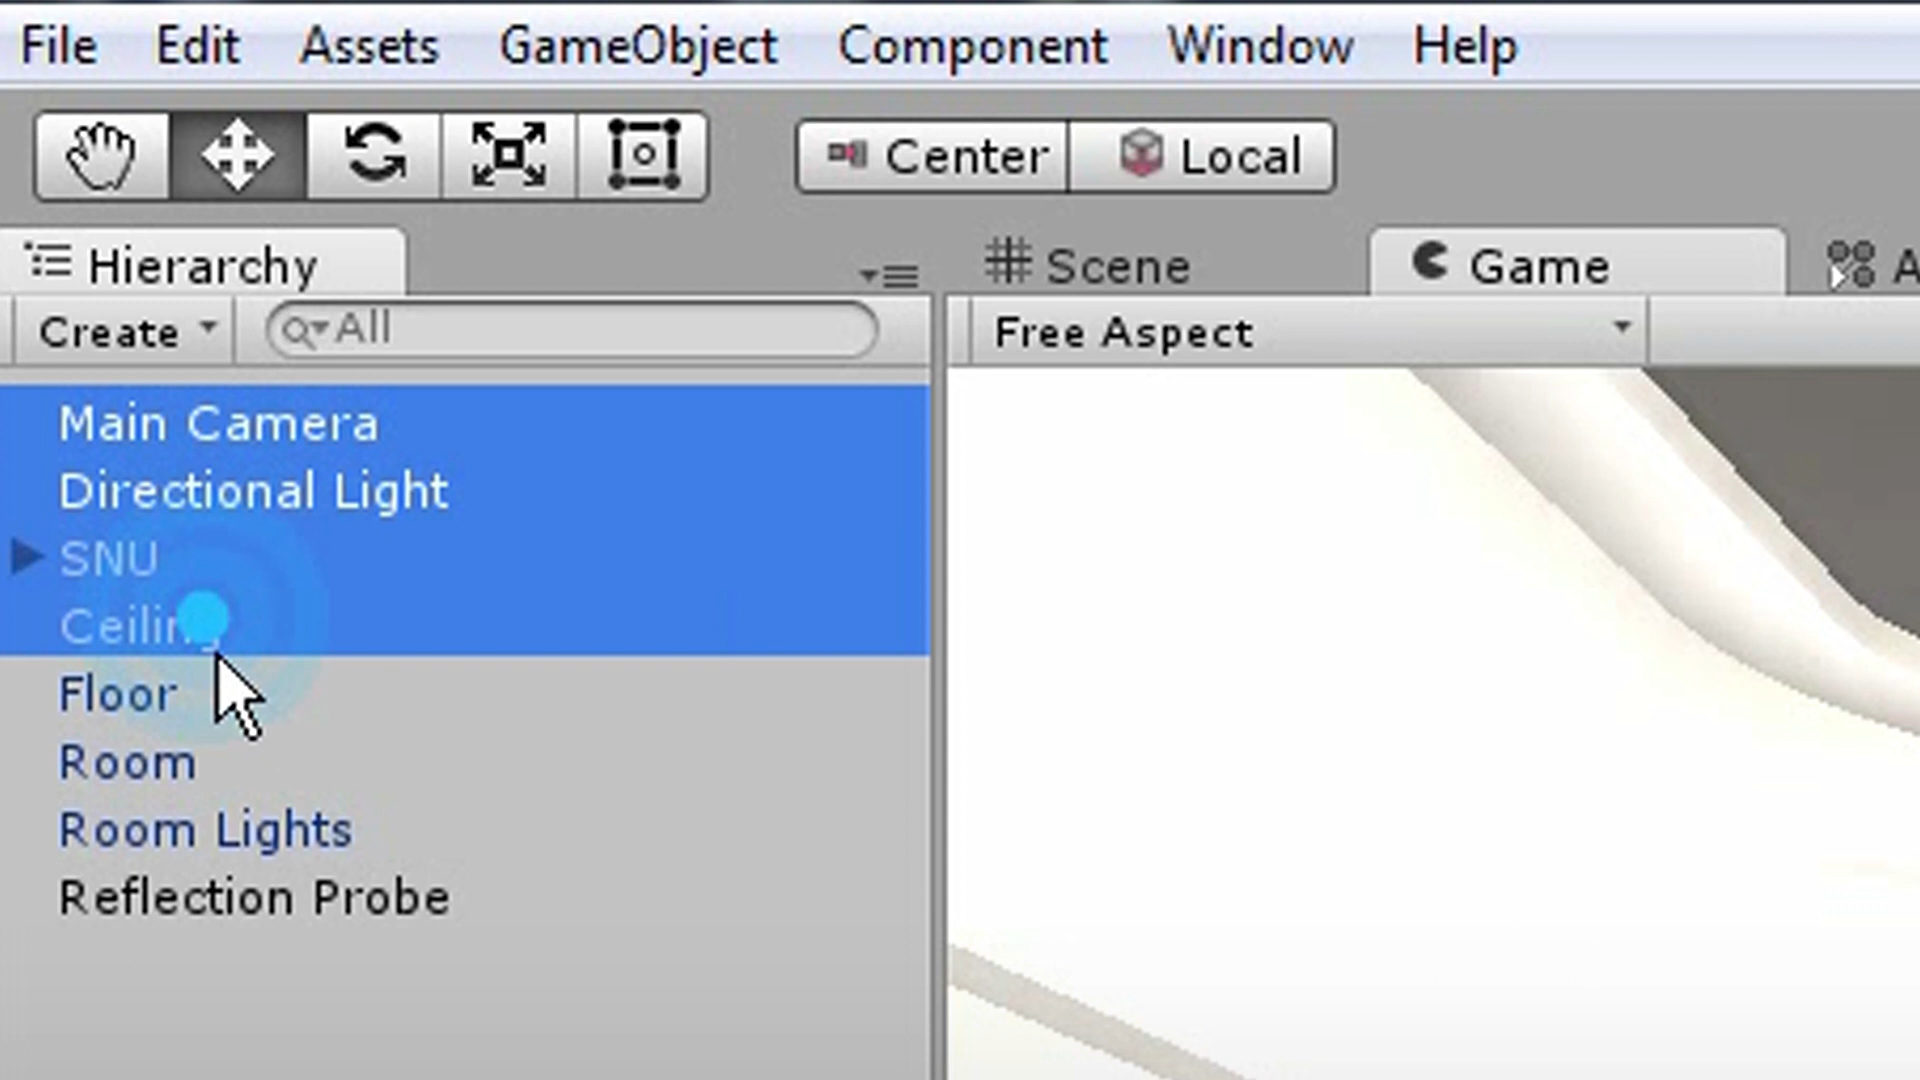 File Edit Assets GameObject Component Window Help
Center Local
Hierarchy Scene Game A
Create All Free Aspect
Main Camera
Directional Light
SNU
Ceiling
Floor
Room
Room Lights
Reflection Probe